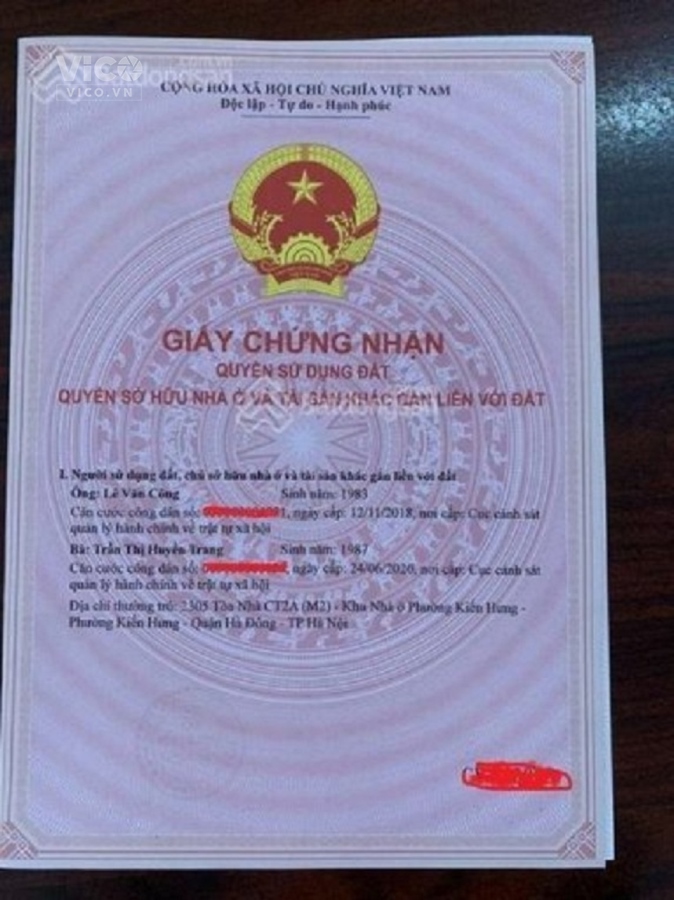 VICO
VICO.VN
CỘNG HÒA XÃ HỘI CHỦ NGHĨA VIỆT NAM
Độc lập - Tự do - Hạnh phúc
GIẤY CHỨNG NHẬN
QUYỀN SỬ DỤNG ĐẤT
QUYỀN SỞ HỮU NHÀ Ở VÀ TÀI SẢN KHÁC GẮN LIỀN VỚI ĐẤT
I. Người sử dụng đất, chủ sở hữu nhà ở và tài sản khác gắn liền với đất
Ông: Lê Văn Công Sinh năm: 1983
Căn cước công dân số: 1, ngày cấp: 12/11/2018, nơi cấp: Cục cảnh sát
quản lý hành chính về trật tự xã hội
Bà: Trần Thị Huyền Trang Sinh năm: 1987
Căn cước công dân số: , ngày cấp: 24/06/2020, nơi cấp: Cục cảnh sát
quản lý hành chính về trật tự xã hội
Địa chỉ thường trú: 2305 Tòa Nhà CT2A (M2) - Khu Nhà ở Phường Kiến Hưng -
Phường Kiến Hưng - Quận Hà Đông - TP Hà Nội